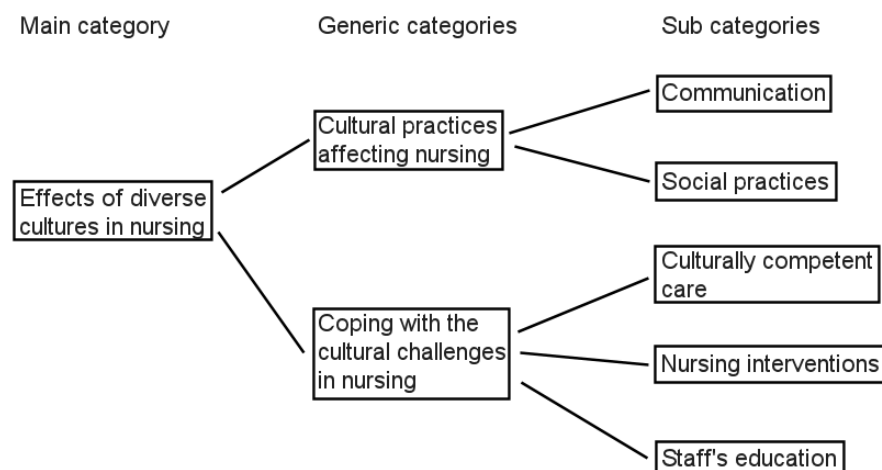 Main category
Generic categories
Sub categories
Effects of diverse
cultures in nursing
Cultural practices
affecting nursing
Coping with the
cultural challenges
in nursing
Communication
Social practices
Culturally competent
care
Nursing interventions
Staff's education